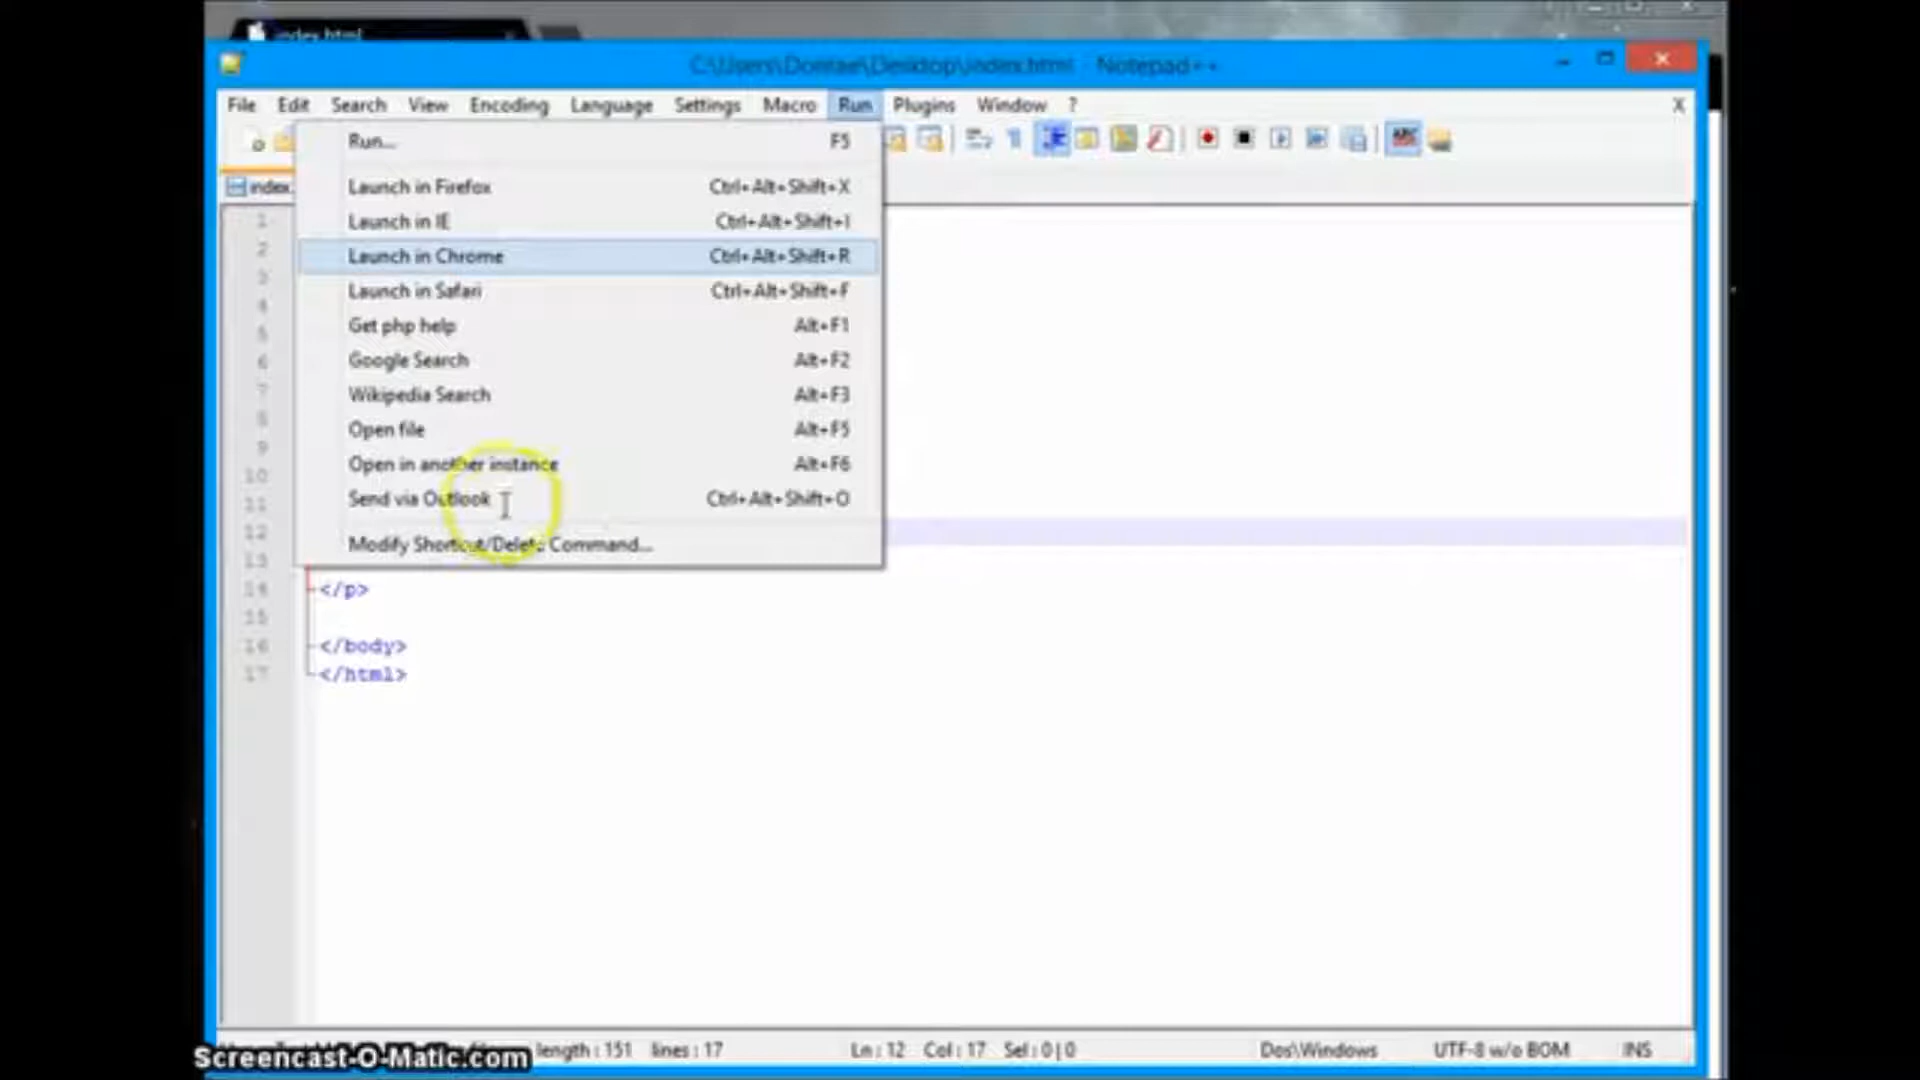 index.html
C:\Users\Dontae\Desktop\index.html - Notepad++
File Edit Search View Encoding Language Settings Macro Run Plugins Window ? X
Run... F5
index.
Launch in Firefox Ctrl+Alt+Shift+X
Launch in IE Ctrl+Alt+Shift+I
Launch in Chrome Ctrl+Alt+Shift+R
Launch in Safari Ctrl+Alt+Shift+F
Get php help Alt+F1
Google Search Alt+F2
Wikipedia Search Alt+F3
Open file Alt+F5
Open in another instance Alt+F6
Send via Outlook Ctrl+Alt+Shift+O
Modify Shortcut/Delete Command...
1
2
3
4
5
6
7
8
9
10
11
12
13
14 </p>
15
16 </body>
17 </html>
length : 151 lines : 17 Ln : 12 Col : 17 Sel : 0 | 0 Dos\Windows UTF-8 w/o BOM INS
Screencast-O-Matic.com